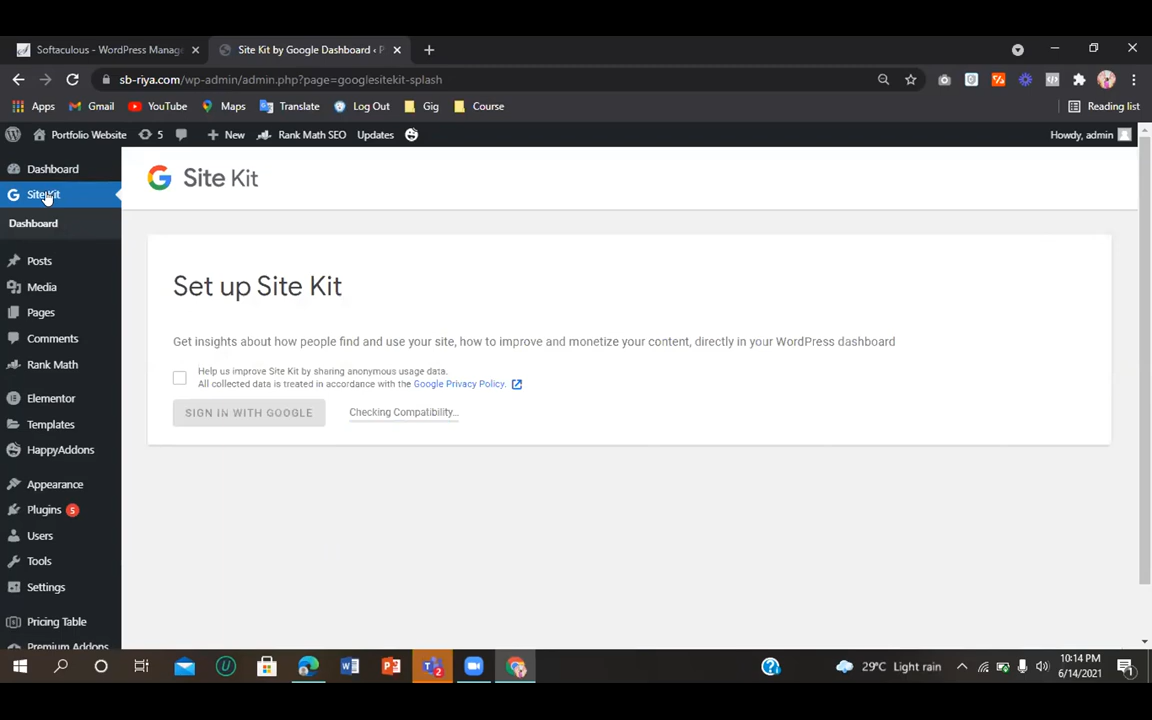 Softaculous - WordPress Manage
Site Kit by Google Dashboard ‹ P
sb-riya.com/wp-admin/admin.php?page=googlesitekit-splash
Apps
Gmail
YouTube
Maps
Translate
Log Out
Gig
Course
Reading list
Portfolio Website
5
New
Rank Math SEO
Updates
Howdy, admin
Dashboard
Site Kit
Dashboard
Posts
Media
Pages
Comments
Rank Math
Elementor
Templates
HappyAddons
Appearance
Plugins 5
Users
Tools
Settings
Pricing Table
Premium Addons
Site Kit
Set up Site Kit
Get insights about how people find and use your site, how to improve and monetize your content, directly in your WordPress dashboard
Help us improve Site Kit by sharing anonymous usage data.
All collected data is treated in accordance with the Google Privacy Policy.
SIGN IN WITH GOOGLE
Checking Compatibility...
29°C Light rain
10:14 PM
6/14/2021